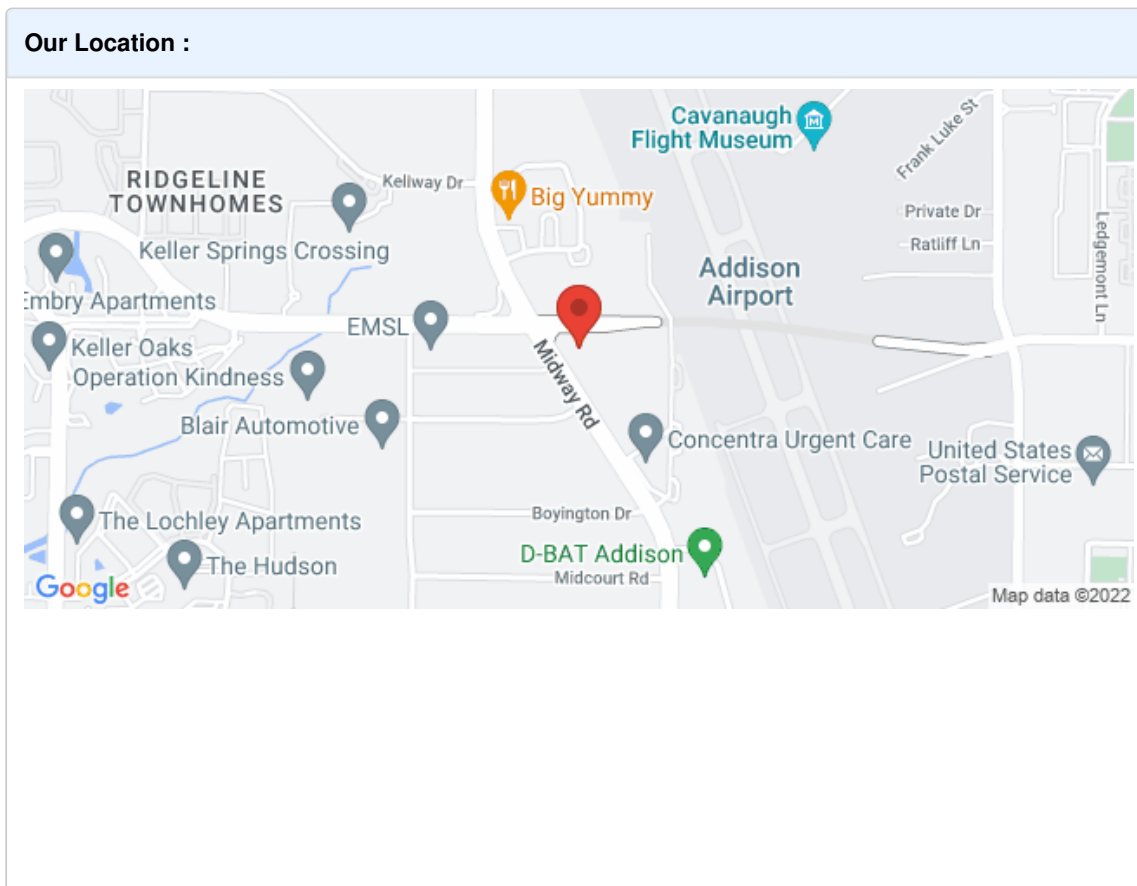 Our Location :
Cavanaugh
Flight Museum
Frank Luke St
RIDGELINE
TOWNHOMES
Kellway Dr
Big Yummy
Private Dr
Ratliff Ln
Ledgemont Ln
Keller Springs Crossing
Addison
Airport
Embry Apartments
EMSL
Keller Oaks
Midway Rd
Operation Kindness
Blair Automotive
Concentra Urgent Care
United States
Postal Service
The Lochley Apartments
Boyington Dr
D-BAT Addison
The Hudson
Midcourt Rd
Google
Map data ©2022